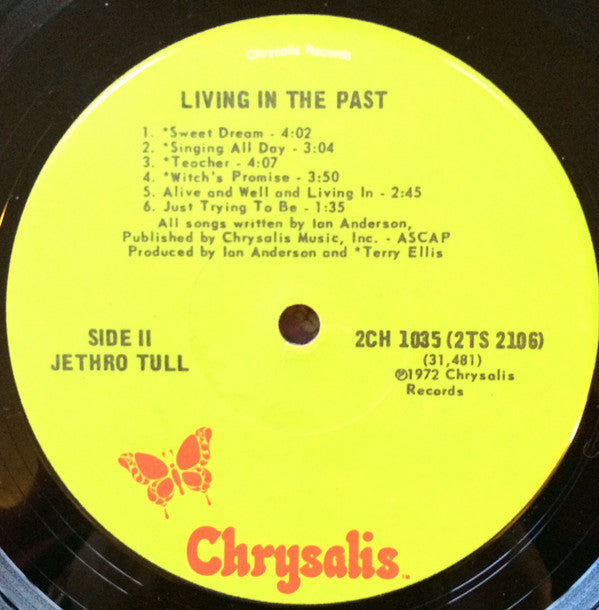 Chrysalis Records
LIVING IN THE PAST
1. *Sweet Dream - 4:02
2. *Singing All Day - 3:04
3. *Teacher - 4:07
4. *Witch's Promise - 3:50
5. Alive and Well and Living In - 2:45
6. Just Trying To Be - 1:35
All songs written by Ian Anderson,
Published by Chrysalis Music, Inc. - ASCAP
Produced by Ian Anderson and *Terry Ellis
SIDE II
JETHRO TULL
2CH 1035 (2TS 2106)
(31,481)
℗1972 Chrysalis
Records
Chrysalis™